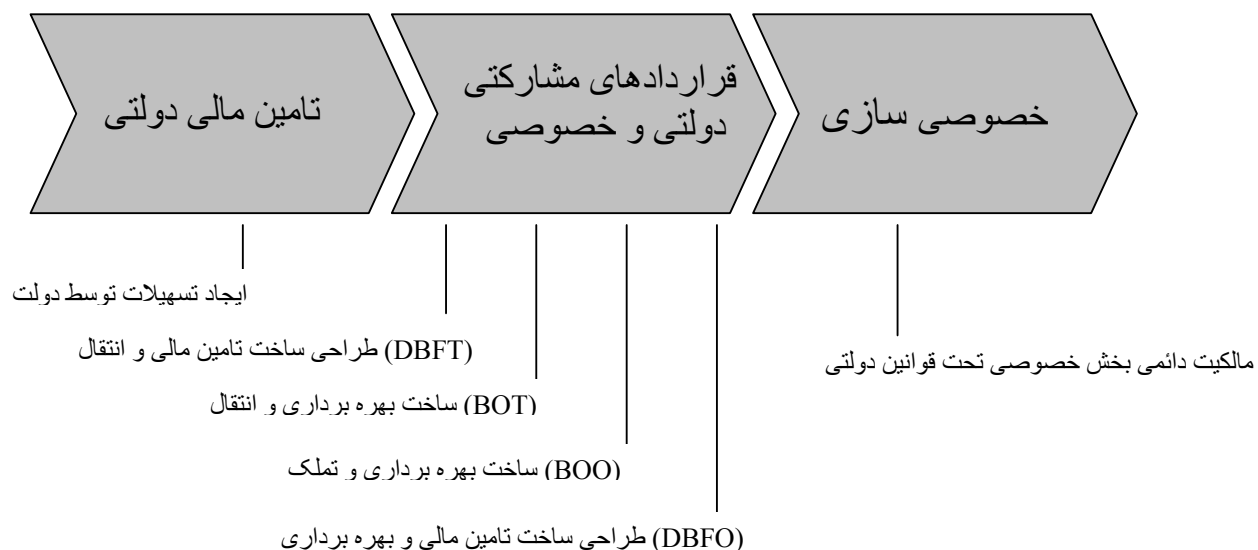 تامین مالی دولتی
قراردادهای مشارکتی
دولتی و خصوصی
خصوصی سازی
ایجاد تسهیلات توسط دولت
(DBFT) طراحی ساخت تامین مالی و انتقال
(BOT) ساخت بهره برداری و انتقال
(BOO) ساخت بهره برداری و تملک
(DBFO) طراحی ساخت تامین مالی و بهره برداری
مالکیت دائمی بخش خصوصی تحت قوانین دولتی